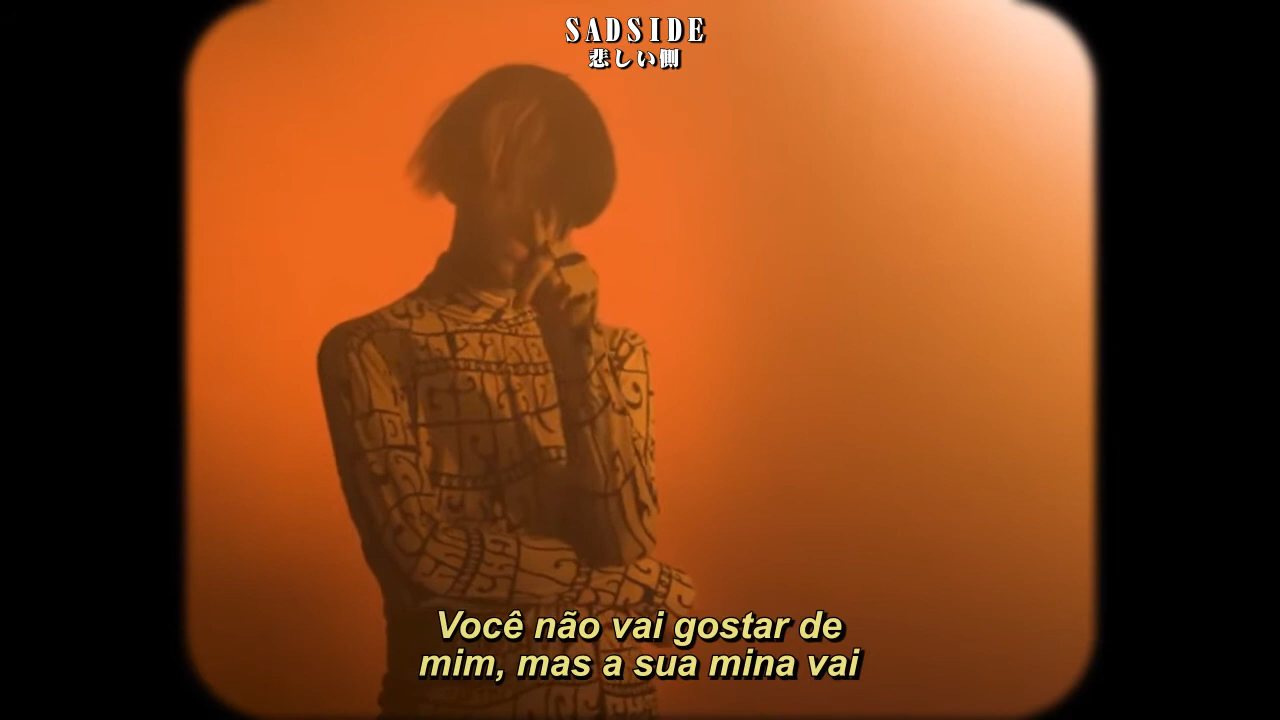 SADSIDE
悲しい側
Você não vai gostar de
mim, mas a sua mina vai